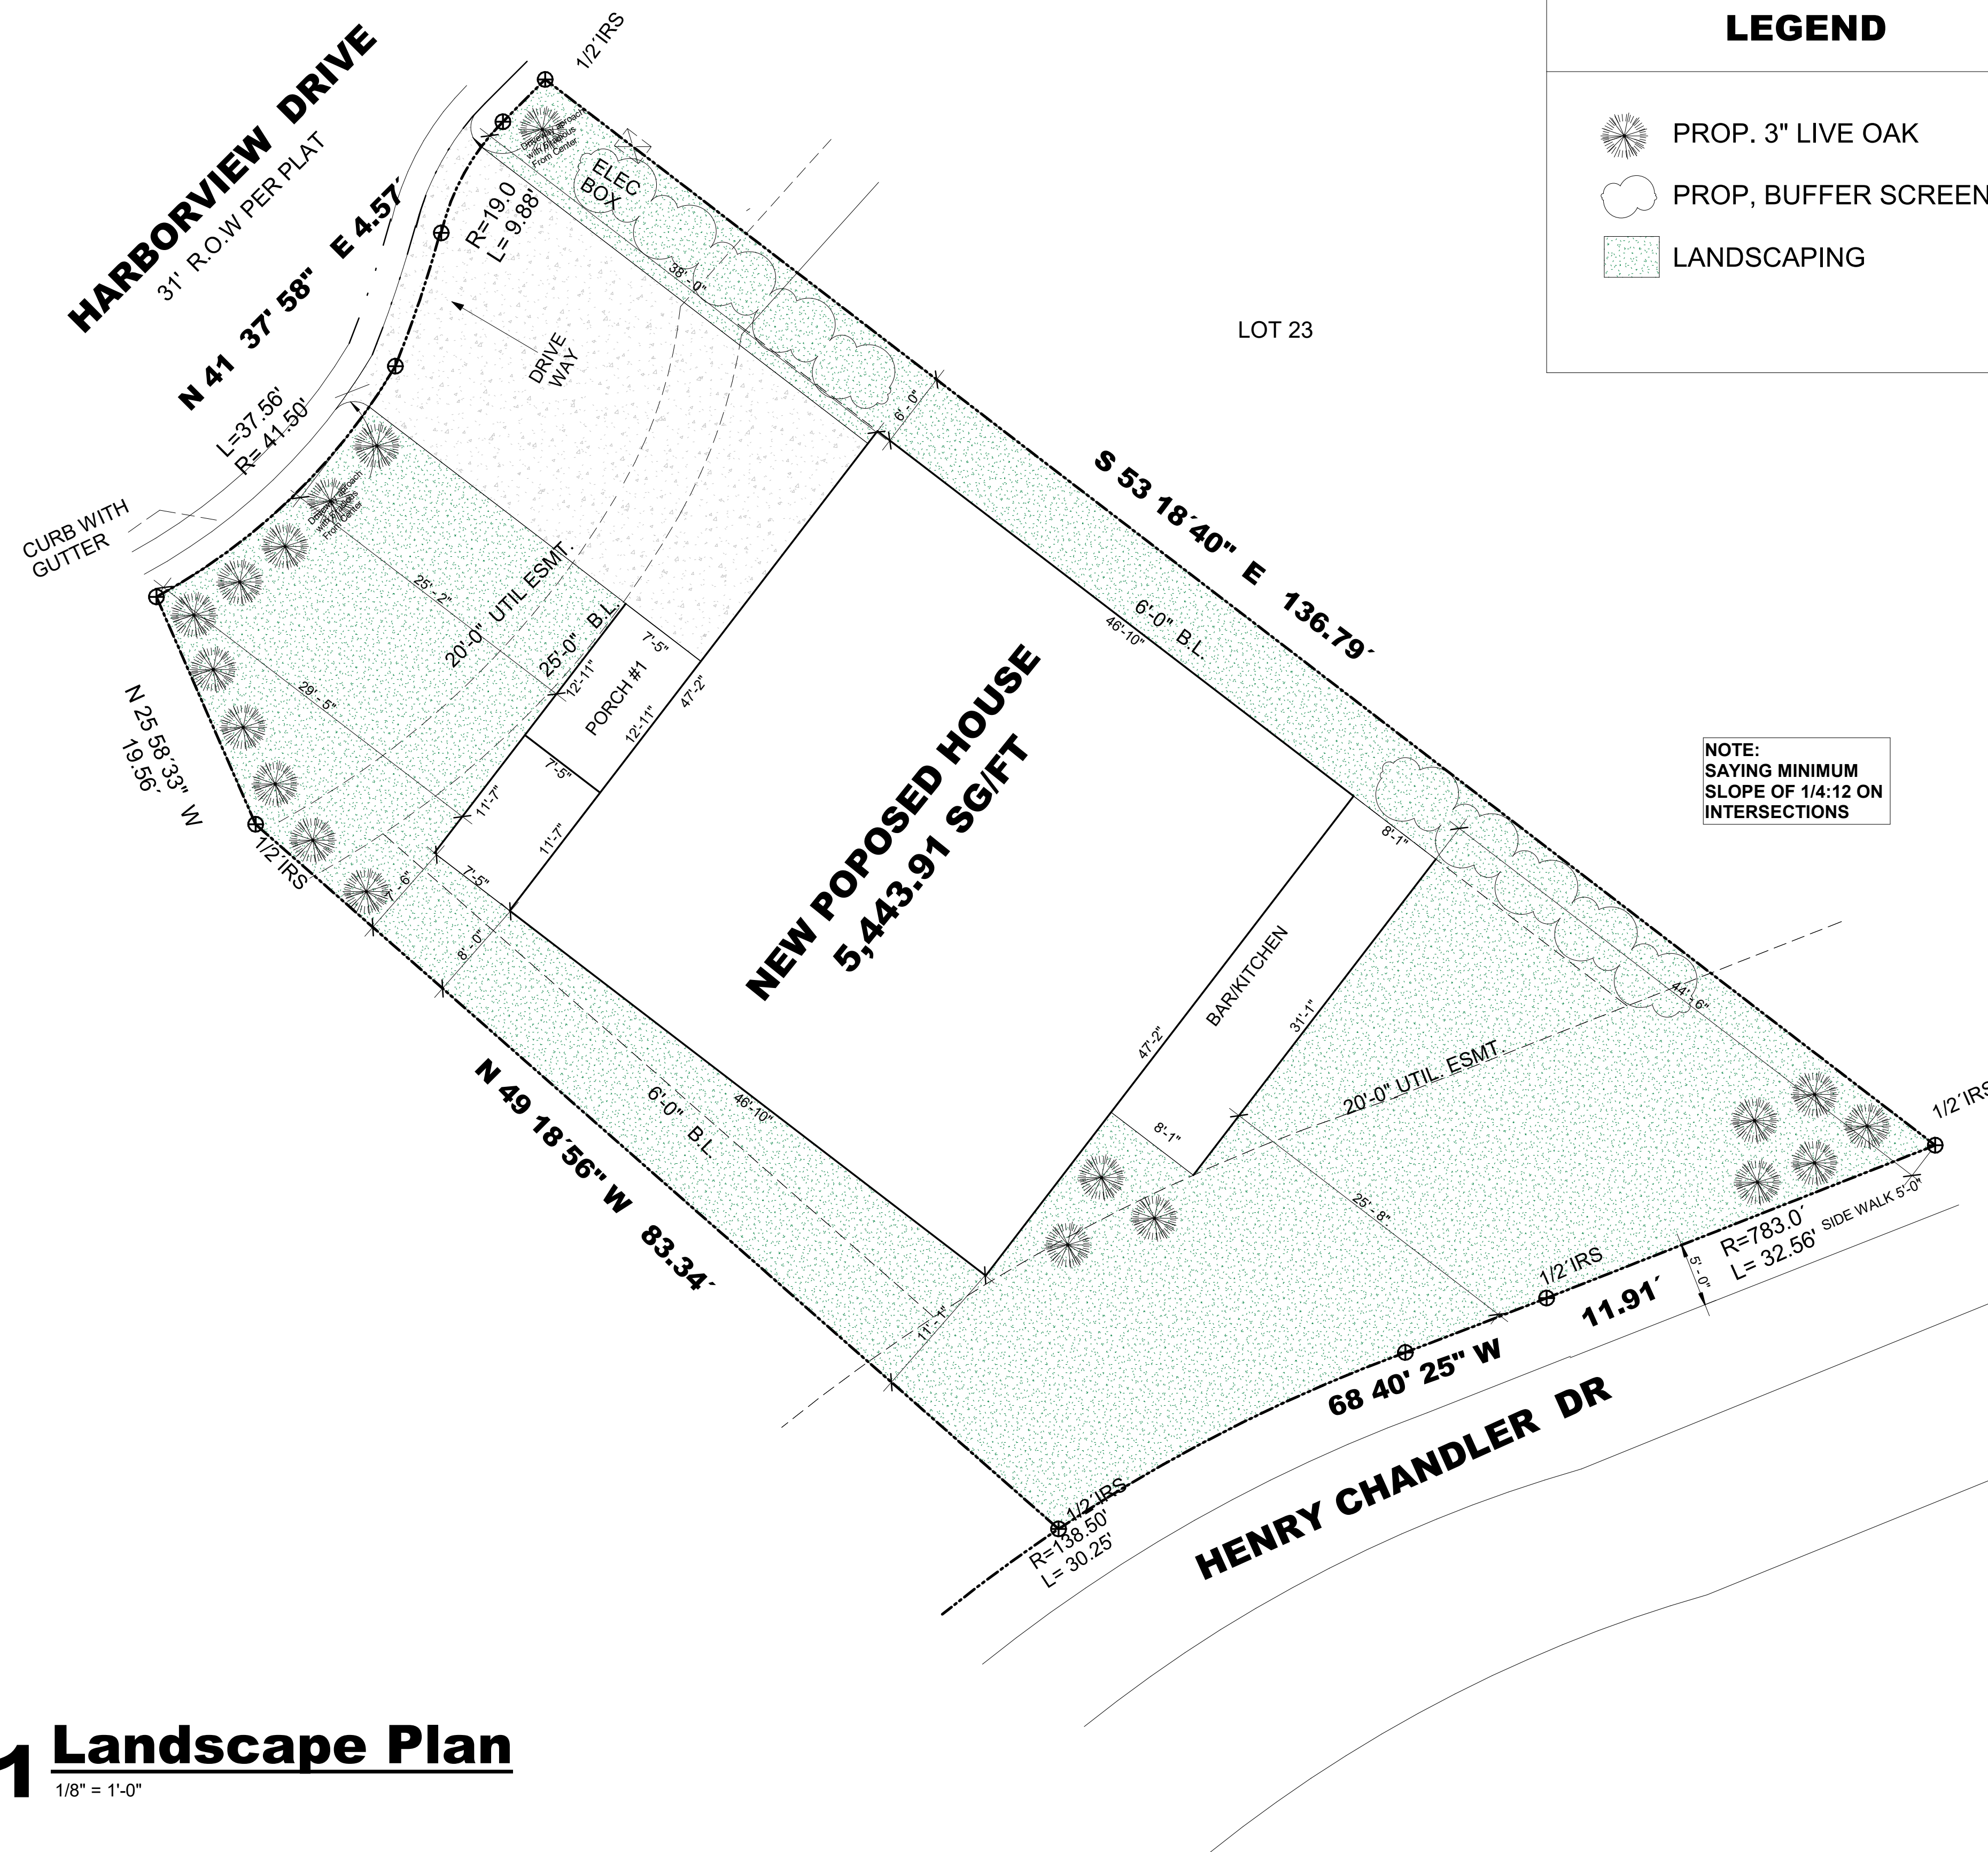 LEGEND
PROP. 3" LIVE OAK
PROP, BUFFER SCREEN
LANDSCAPING
HARBORVIEW DRIVE
31' R.O.W PER PLAT
N 41 37' 58" E 4.57´
L=37.56'
R= 41.50'
CURB WITH
GUTTER
1/2´IRS
Driveway aproach
From Center
ELEC
BOX
R=19.0
L= 9.88'
38' - 0"
DRIVE
WAY
6' - 0"
LOT 23
S 53 18´40" E 136.79´
Driveway aproach
From Center
25' - 2"
20'-0" UTIL ESMT.
25'-0" B.L.
29' - 5"
12'-11"
PORCH #1
7'-5"
47'-2"
12'-11"
7'-5"
11'-7"
11'-7"
7'-5"
7' - 6"
8' - 0"
N 25 58´33" W
19.56´
1/2´IRS
6'-0" B.L.
46'-10"
NEW POPOSED HOUSE
5,443.91 SG/FT
NOTE:
SAYING MINIMUM
SLOPE OF 1/4:12 ON
INTERSECTIONS
8'-1"
BAR/KITCHEN
47'-2"
31'-1"
8'-1"
44' - 6"
20'-0" UTIL. ESMT.
25' - 8"
N 49 18´56" W 83.34´
6'-0" B.L.
46'-10"
11' - 1"
1/2´IRS
SIDE WALK 5'-0"
R=783.0´
L= 32.56'
5' - 0"
1/2´IRS
11.91´
68 40' 25" W
HENRY CHANDLER DR
1/2´IRS
R=138.50'
L= 30.25'
1 Landscape Plan
1/8" = 1'-0"